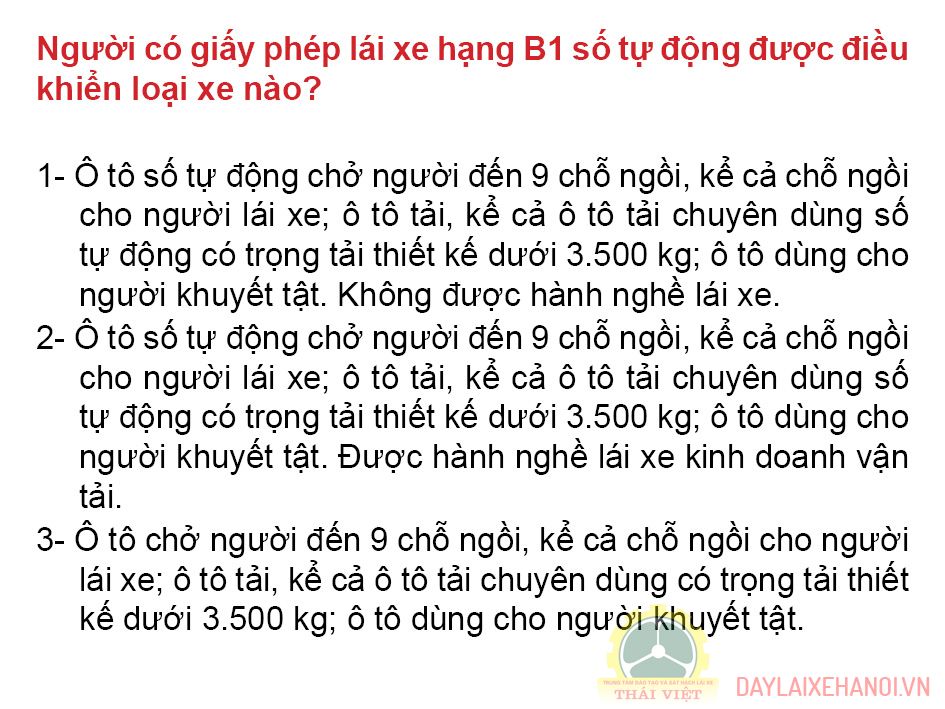 Người có giấy phép lái xe hạng B1 số tự động được điều
khiển loại xe nào?
1- Ô tô số tự động chở người đến 9 chỗ ngồi, kể cả chỗ ngồi
cho người lái xe; ô tô tải, kể cả ô tô tải chuyên dùng số
tự động có trọng tải thiết kế dưới 3.500 kg; ô tô dùng cho
người khuyết tật. Không được hành nghề lái xe.
2- Ô tô số tự động chở người đến 9 chỗ ngồi, kể cả chỗ ngồi
cho người lái xe; ô tô tải, kể cả ô tô tải chuyên dùng số
tự động có trọng tải thiết kế dưới 3.500 kg; ô tô dùng cho
người khuyết tật. Được hành nghề lái xe kinh doanh vận
tải.
3- Ô tô chở người đến 9 chỗ ngồi, kể cả chỗ ngồi cho người
lái xe; ô tô tải, kể cả ô tô tải chuyên dùng có trọng tải thiết
kế dưới 3.500 kg; ô tô dùng cho người khuyết tật.
TRUNG TÂM ĐÀO TẠO VÀ SÁT HẠCH LÁI XE
THÁI VIỆT
DAYLAIXEHANOI.VN